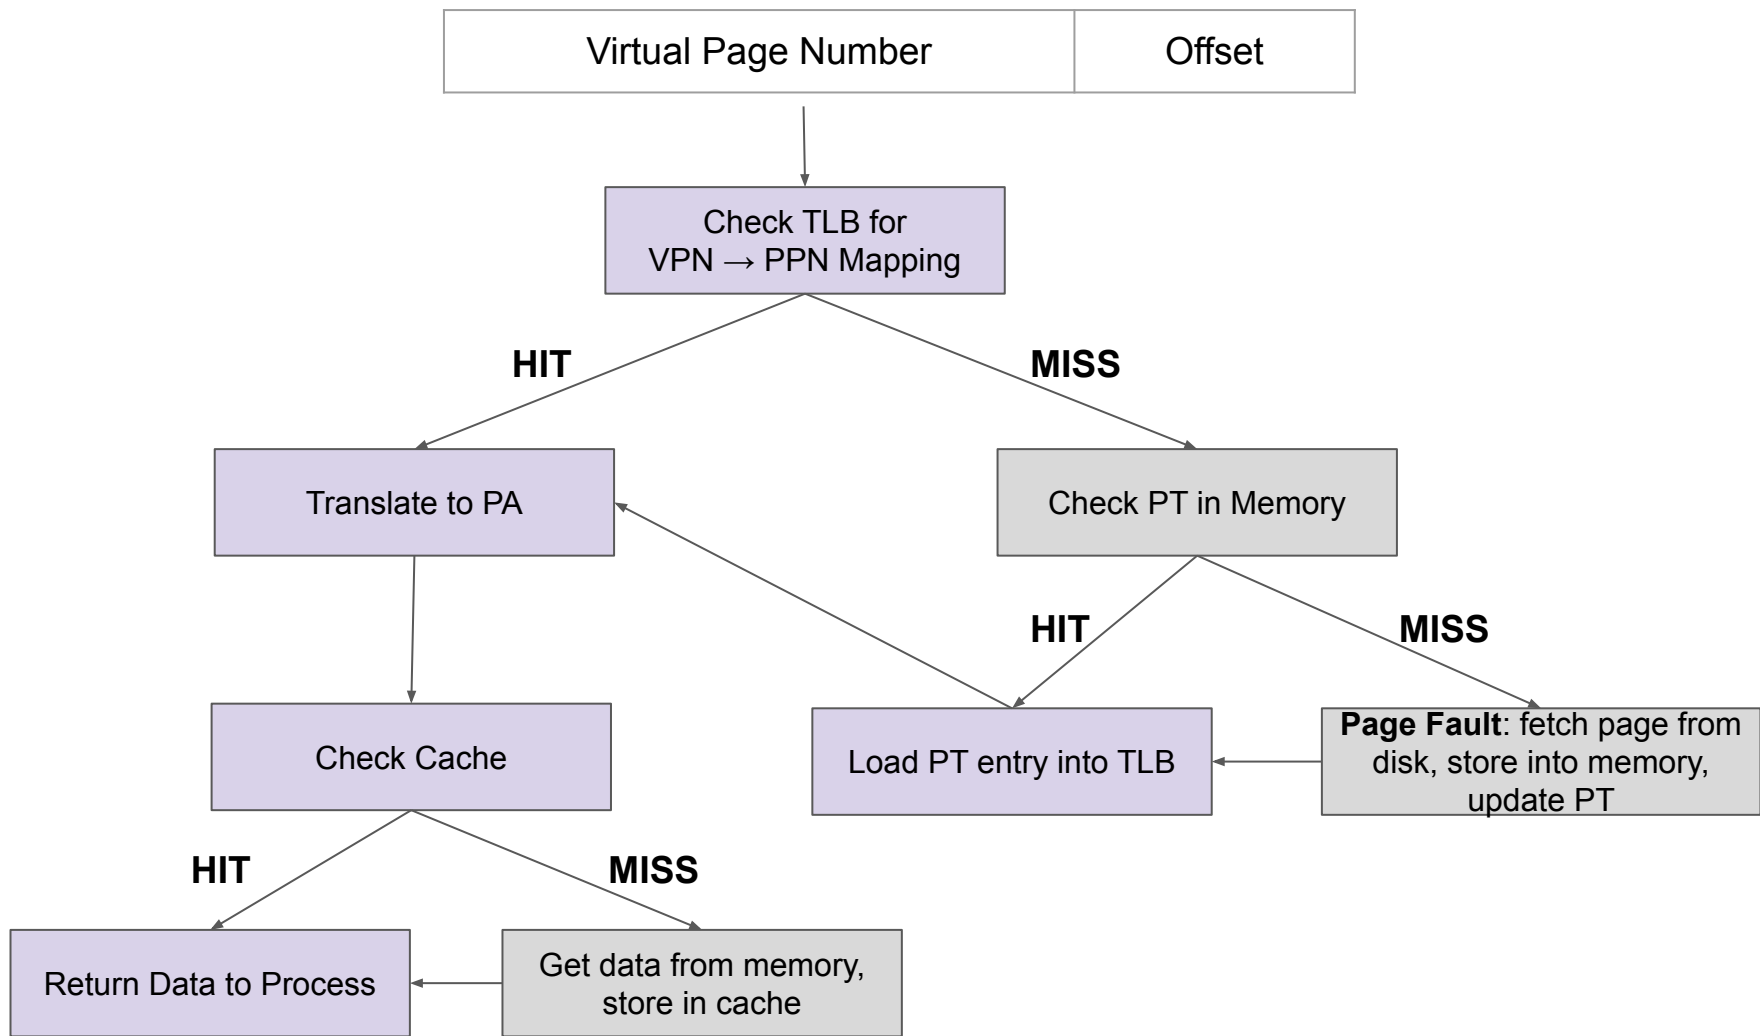 Virtual Page Number
Offset
Check TLB for
VPN → PPN Mapping
HIT
MISS
Translate to PA
Check PT in Memory
HIT
MISS
Check Cache
Load PT entry into TLB
Page Fault: fetch page from
disk, store into memory,
update PT
HIT
MISS
Return Data to Process
Get data from memory,
store in cache